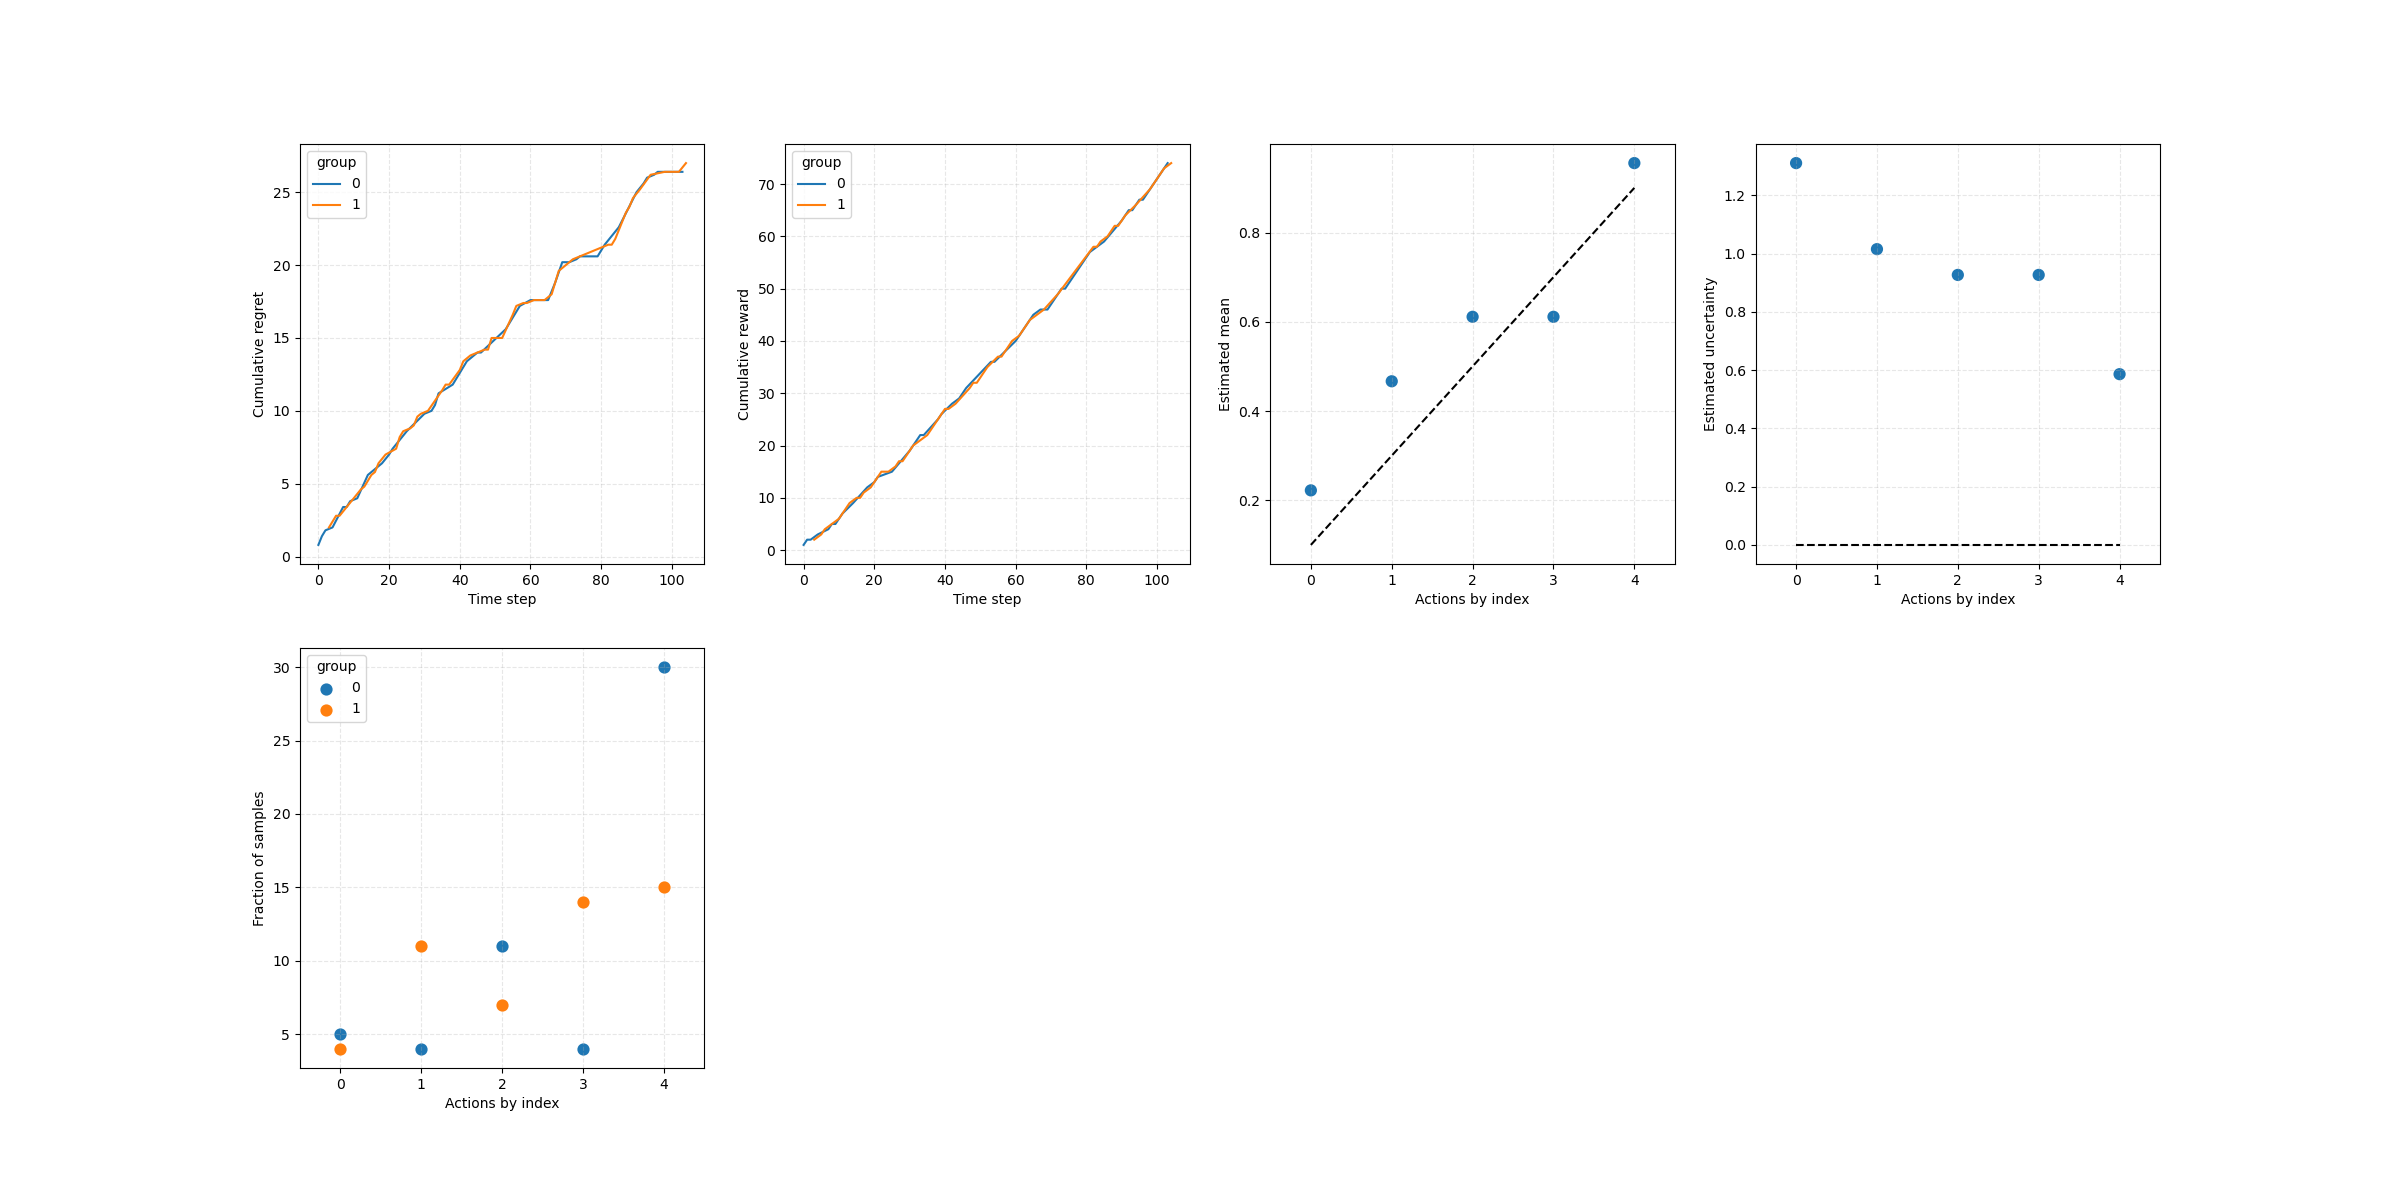 group
0
1
25
20
15
10
5
0
Cumulative regret
0 20 40 60 80 100
Time step
group
0
1
70
60
50
40
30
20
10
0
Cumulative reward
0 20 40 60 80 100
Time step
0.8
0.6
0.4
0.2
Estimated mean
0 1 2 3 4
Actions by index
1.2
1.0
0.8
0.6
0.4
0.2
0.0
Estimated uncertainty
0 1 2 3 4
Actions by index
group
0
1
30
25
20
15
10
5
Fraction of samples
0 1 2 3 4
Actions by index